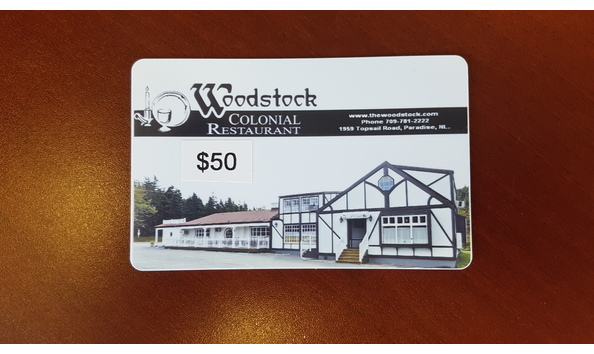 Woodstock
COLONIAL
RESTAURANT
www.thewoodstock.com
Phone 709-781-2222
1959 Topsail Road, Paradise, NL.
$50